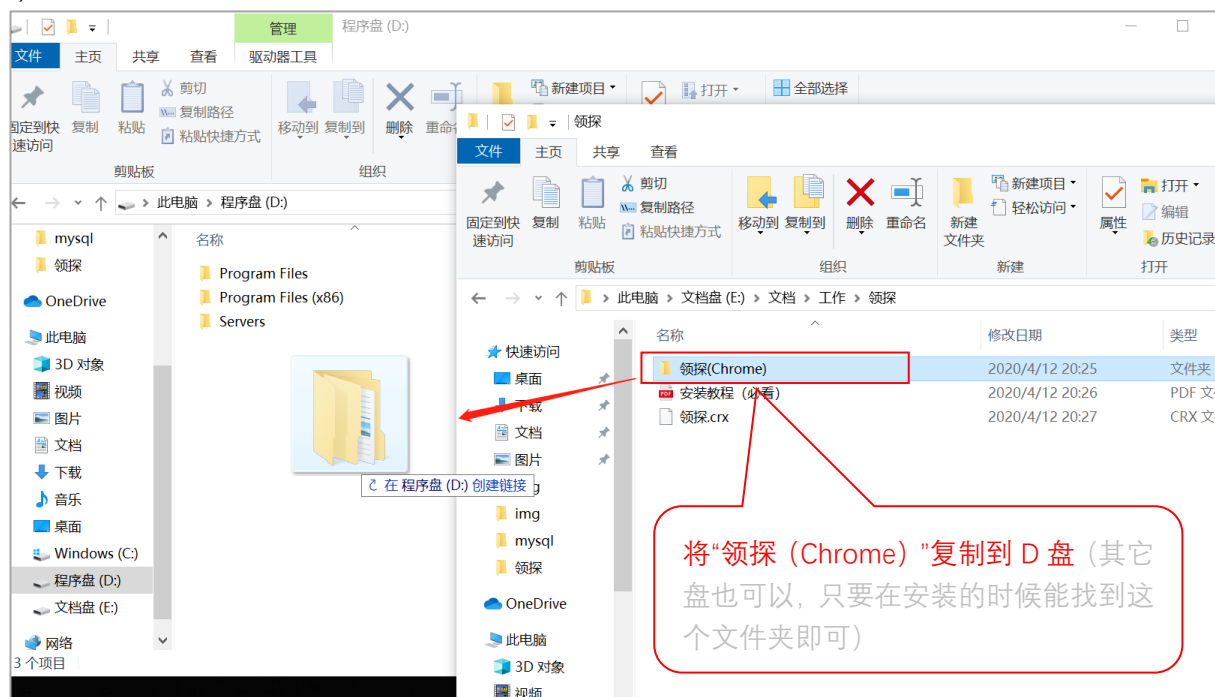 管理
程序盘 (D:)
文件
主页
共享
查看
驱动器工具
固定到快
速访问
复制
粘贴
剪切
复制路径
粘贴快捷方式
移动到
复制到
删除
新建项目
打开
全部选择
剪贴板
组织
此电脑 > 程序盘 (D:)
mysql
领探
OneDrive
此电脑
3D 对象
视频
图片
文档
下载
音乐
桌面
Windows (C:)
程序盘 (D:)
文档盘 (E:)
网络
3 个项目
名称
Program Files
Program Files (x86)
Servers
在 程序盘 (D:) 创建链接
领探
文件
主页
共享
查看
固定到快
速访问
复制
粘贴
剪切
复制路径
粘贴快捷方式
移动到
复制到
删除
重命名
新建
文件夹
新建项目
轻松访问
属性
打开
编辑
历史记录
剪贴板
组织
新建
打开
此电脑 > 文档盘 (E:) > 文档 > 工作 > 领探
快速访问
桌面
下载
文档
图片
img
mysql
领探
OneDrive
此电脑
3D 对象
视频
名称
修改日期
类型
领探(Chrome)
2020/4/12 20:25
文件夹
安装教程（必看）
2020/4/12 20:26
PDF 文
领探.crx
2020/4/12 20:27
CRX 文
将“领探（Chrome）”复制到 D 盘（其它
盘也可以，只要在安装的时候能找到这
个文件夹即可）